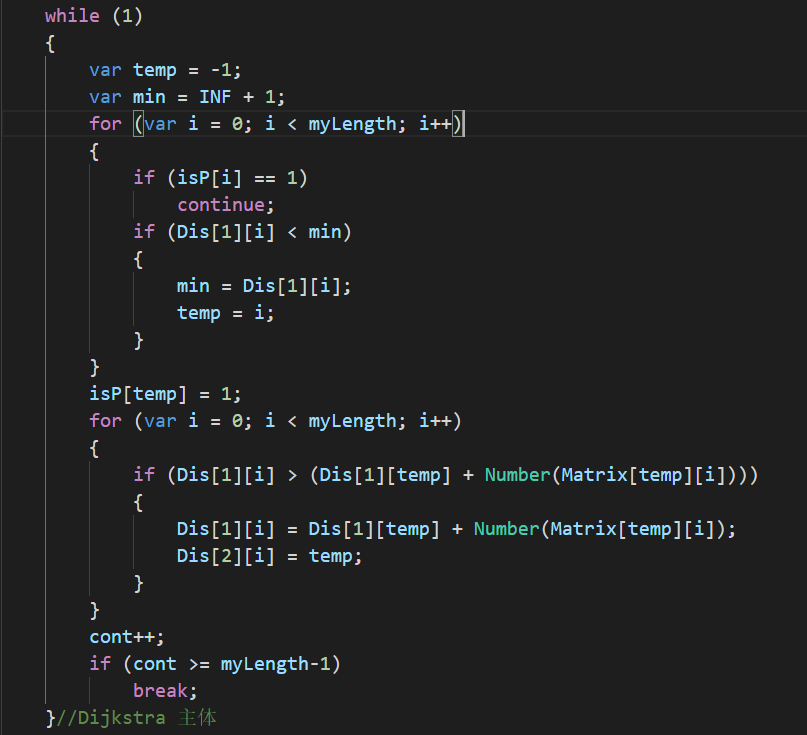 while (1)
{
var temp = -1;
var min = INF + 1;
for (var i = 0; i < myLength; i++)
{
if (isP[i] == 1)
continue;
if (Dis[1][i] < min)
{
min = Dis[1][i];
temp = i;
}
}
isP[temp] = 1;
for (var i = 0; i < myLength; i++)
{
if (Dis[1][i] > (Dis[1][temp] + Number(Matrix[temp][i])))
{
Dis[1][i] = Dis[1][temp] + Number(Matrix[temp][i]);
Dis[2][i] = temp;
}
}
cont++;
if (cont >= myLength-1)
break;
}//Dijkstra 主体